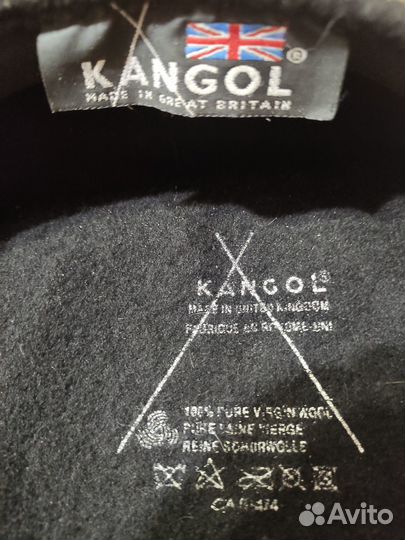 KANGOL®
MADE IN GREAT BRITAIN
KANGOL®
MADE IN UNITED KINGDOM
FABRIQUE AU ROYAUME-UNI
100% PURE VIRGIN WOOL
PURE LAINE VIERGE
REINE SCHURWOLLE
Avito